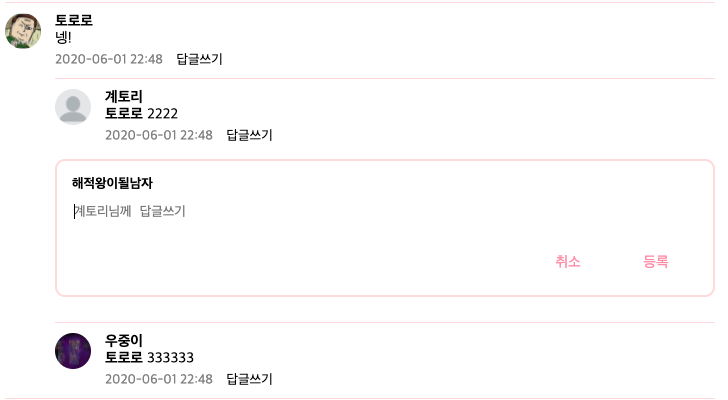 토로로
넹!
2020-06-01 22:48 답글쓰기
계토리
토로로 2222
2020-06-01 22:48 답글쓰기
해적왕이될남자
계토리님께 답글쓰기
취소 등록
우중이
토로로 333333
2020-06-01 22:48 답글쓰기